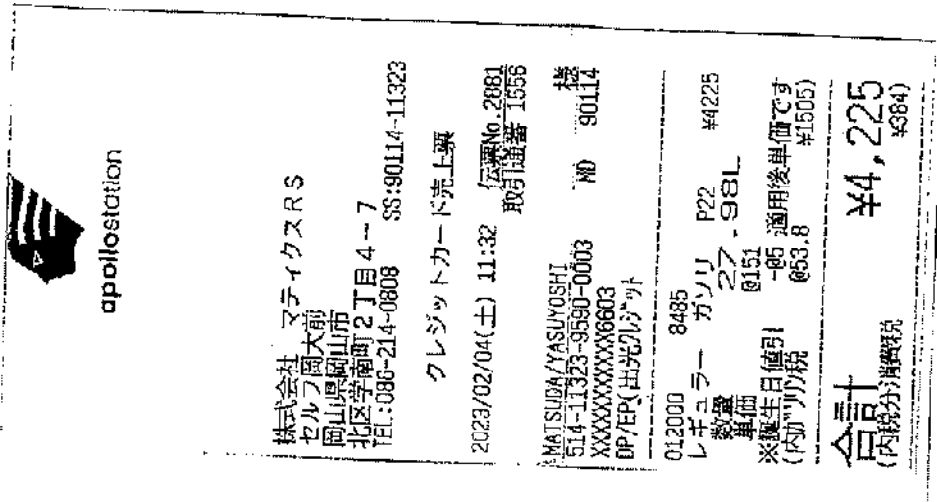 apollostation
株式会社 マティクスRS
セルフ岡大前
岡山県岡山市
北区学南町2丁目4-7
TEL:086-214-0808 SS:90114-11323
クレジットカード売上票
2023/02/04(土) 11:32 伝票No.2881
取引通番 1556
MATSUDA/YASUYOSHI 様
514-11323-9590-0003 MD 90114
XXXXXXXXXXXX6603
DP/EP(出光クレジット
012000 8485
レギュラー ガソリン P22 ¥4225
数量 27.98L
単価 @151
※誕生日値引 -@5 適用後単価です
(内ガソリン税 @53.8 ¥1505)
合計 ¥4,225
(内税分消費税 ¥384)